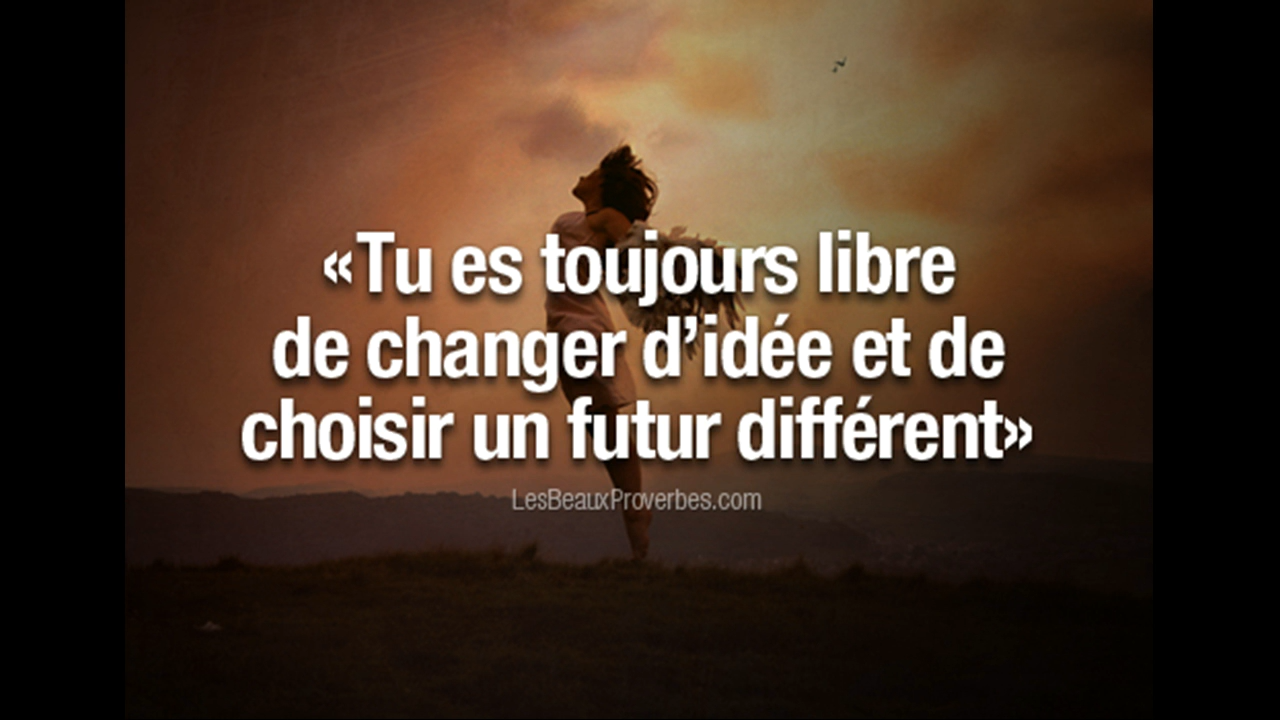 «Tu es toujours libre
de changer d’idée et de
choisir un futur différent»
LesBeauxProverbes.com